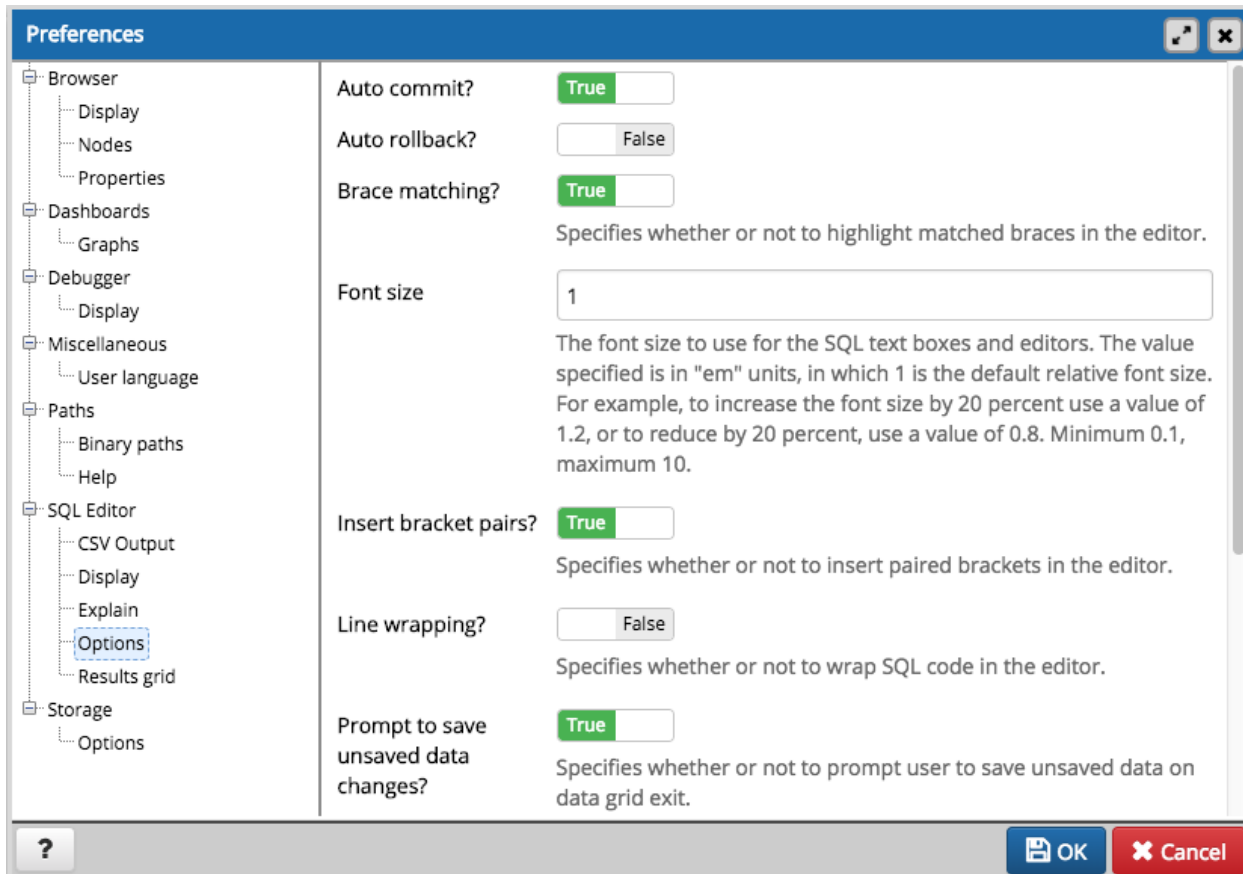 Preferences
Browser
Display
Nodes
Properties
Dashboards
Graphs
Debugger
Display
Miscellaneous
User language
Paths
Binary paths
Help
SQL Editor
CSV Output
Display
Explain
Options
Results grid
Storage
Options
Auto commit?
True
Auto rollback?
False
Brace matching?
True
Specifies whether or not to highlight matched braces in the editor.
Font size
1
The font size to use for the SQL text boxes and editors. The value
specified is in "em" units, in which 1 is the default relative font size.
For example, to increase the font size by 20 percent use a value of
1.2, or to reduce by 20 percent, use a value of 0.8. Minimum 0.1,
maximum 10.
Insert bracket pairs?
True
Specifies whether or not to insert paired brackets in the editor.
Line wrapping?
False
Specifies whether or not to wrap SQL code in the editor.
Prompt to save
unsaved data
changes?
True
Specifies whether or not to prompt user to save unsaved data on
data grid exit.
?
OK
Cancel